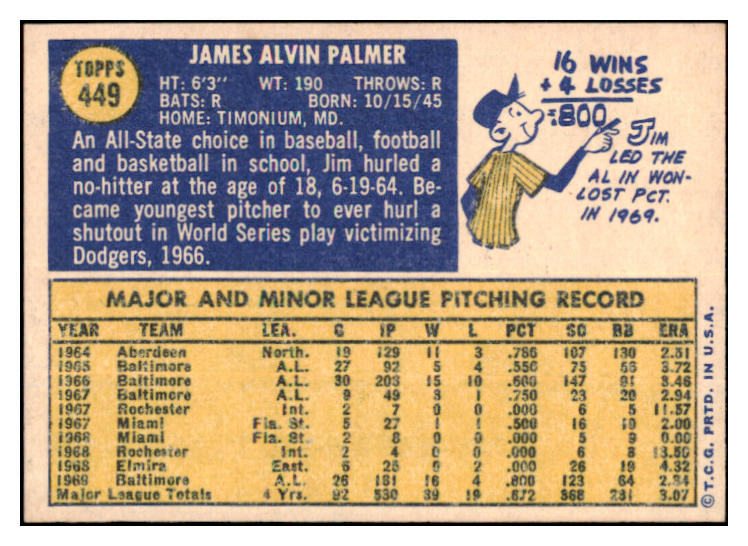 TOPPS
449
JAMES ALVIN PALMER
HT: 6'3" WT: 190 THROWS: R
BATS: R BORN: 10/15/45
HOME: TIMONIUM, MD.
An All-State choice in baseball, football
and basketball in school, Jim hurled a
no-hitter at the age of 18, 6-19-64. Be-
came youngest pitcher to ever hurl a
shutout in World Series play victimizing
Dodgers, 1966.
16 WINS
+ 4 LOSSES
=.800
JIM
LED THE
AL IN WON-
LOST PCT.
IN 1969.
MAJOR AND MINOR LEAGUE PITCHING RECORD
YEAR TEAM LEA. G IP W L PCT SO BB ERA
1964 Aberdeen North. 19 129 11 3 .786 107 130 2.51
1965 Baltimore A.L. 27 92 5 4 .556 75 56 3.72
1966 Baltimore A.L. 30 208 15 10 .600 147 91 3.46
1967 Baltimore A.L. 9 49 3 1 .750 23 20 2.94
1967 Rochester Int. 2 7 0 0 .000 6 5 11.57
1967 Miami Fla. St. 5 27 1 1 .500 16 10 2.00
1968 Miami Fla. St. 2 8 0 0 .000 5 9 0.00
1968 Rochester Int. 2 4 0 0 .000 6 8 13.50
1968 Elmira East. 6 25 0 2 .000 26 19 4.32
1969 Baltimore A.L. 26 181 16 4 .800 123 64 2.34
Major League Totals 4 Yrs. 92 530 39 19 .672 368 231 3.07
© T.C.G. PRTD. IN U.S.A.